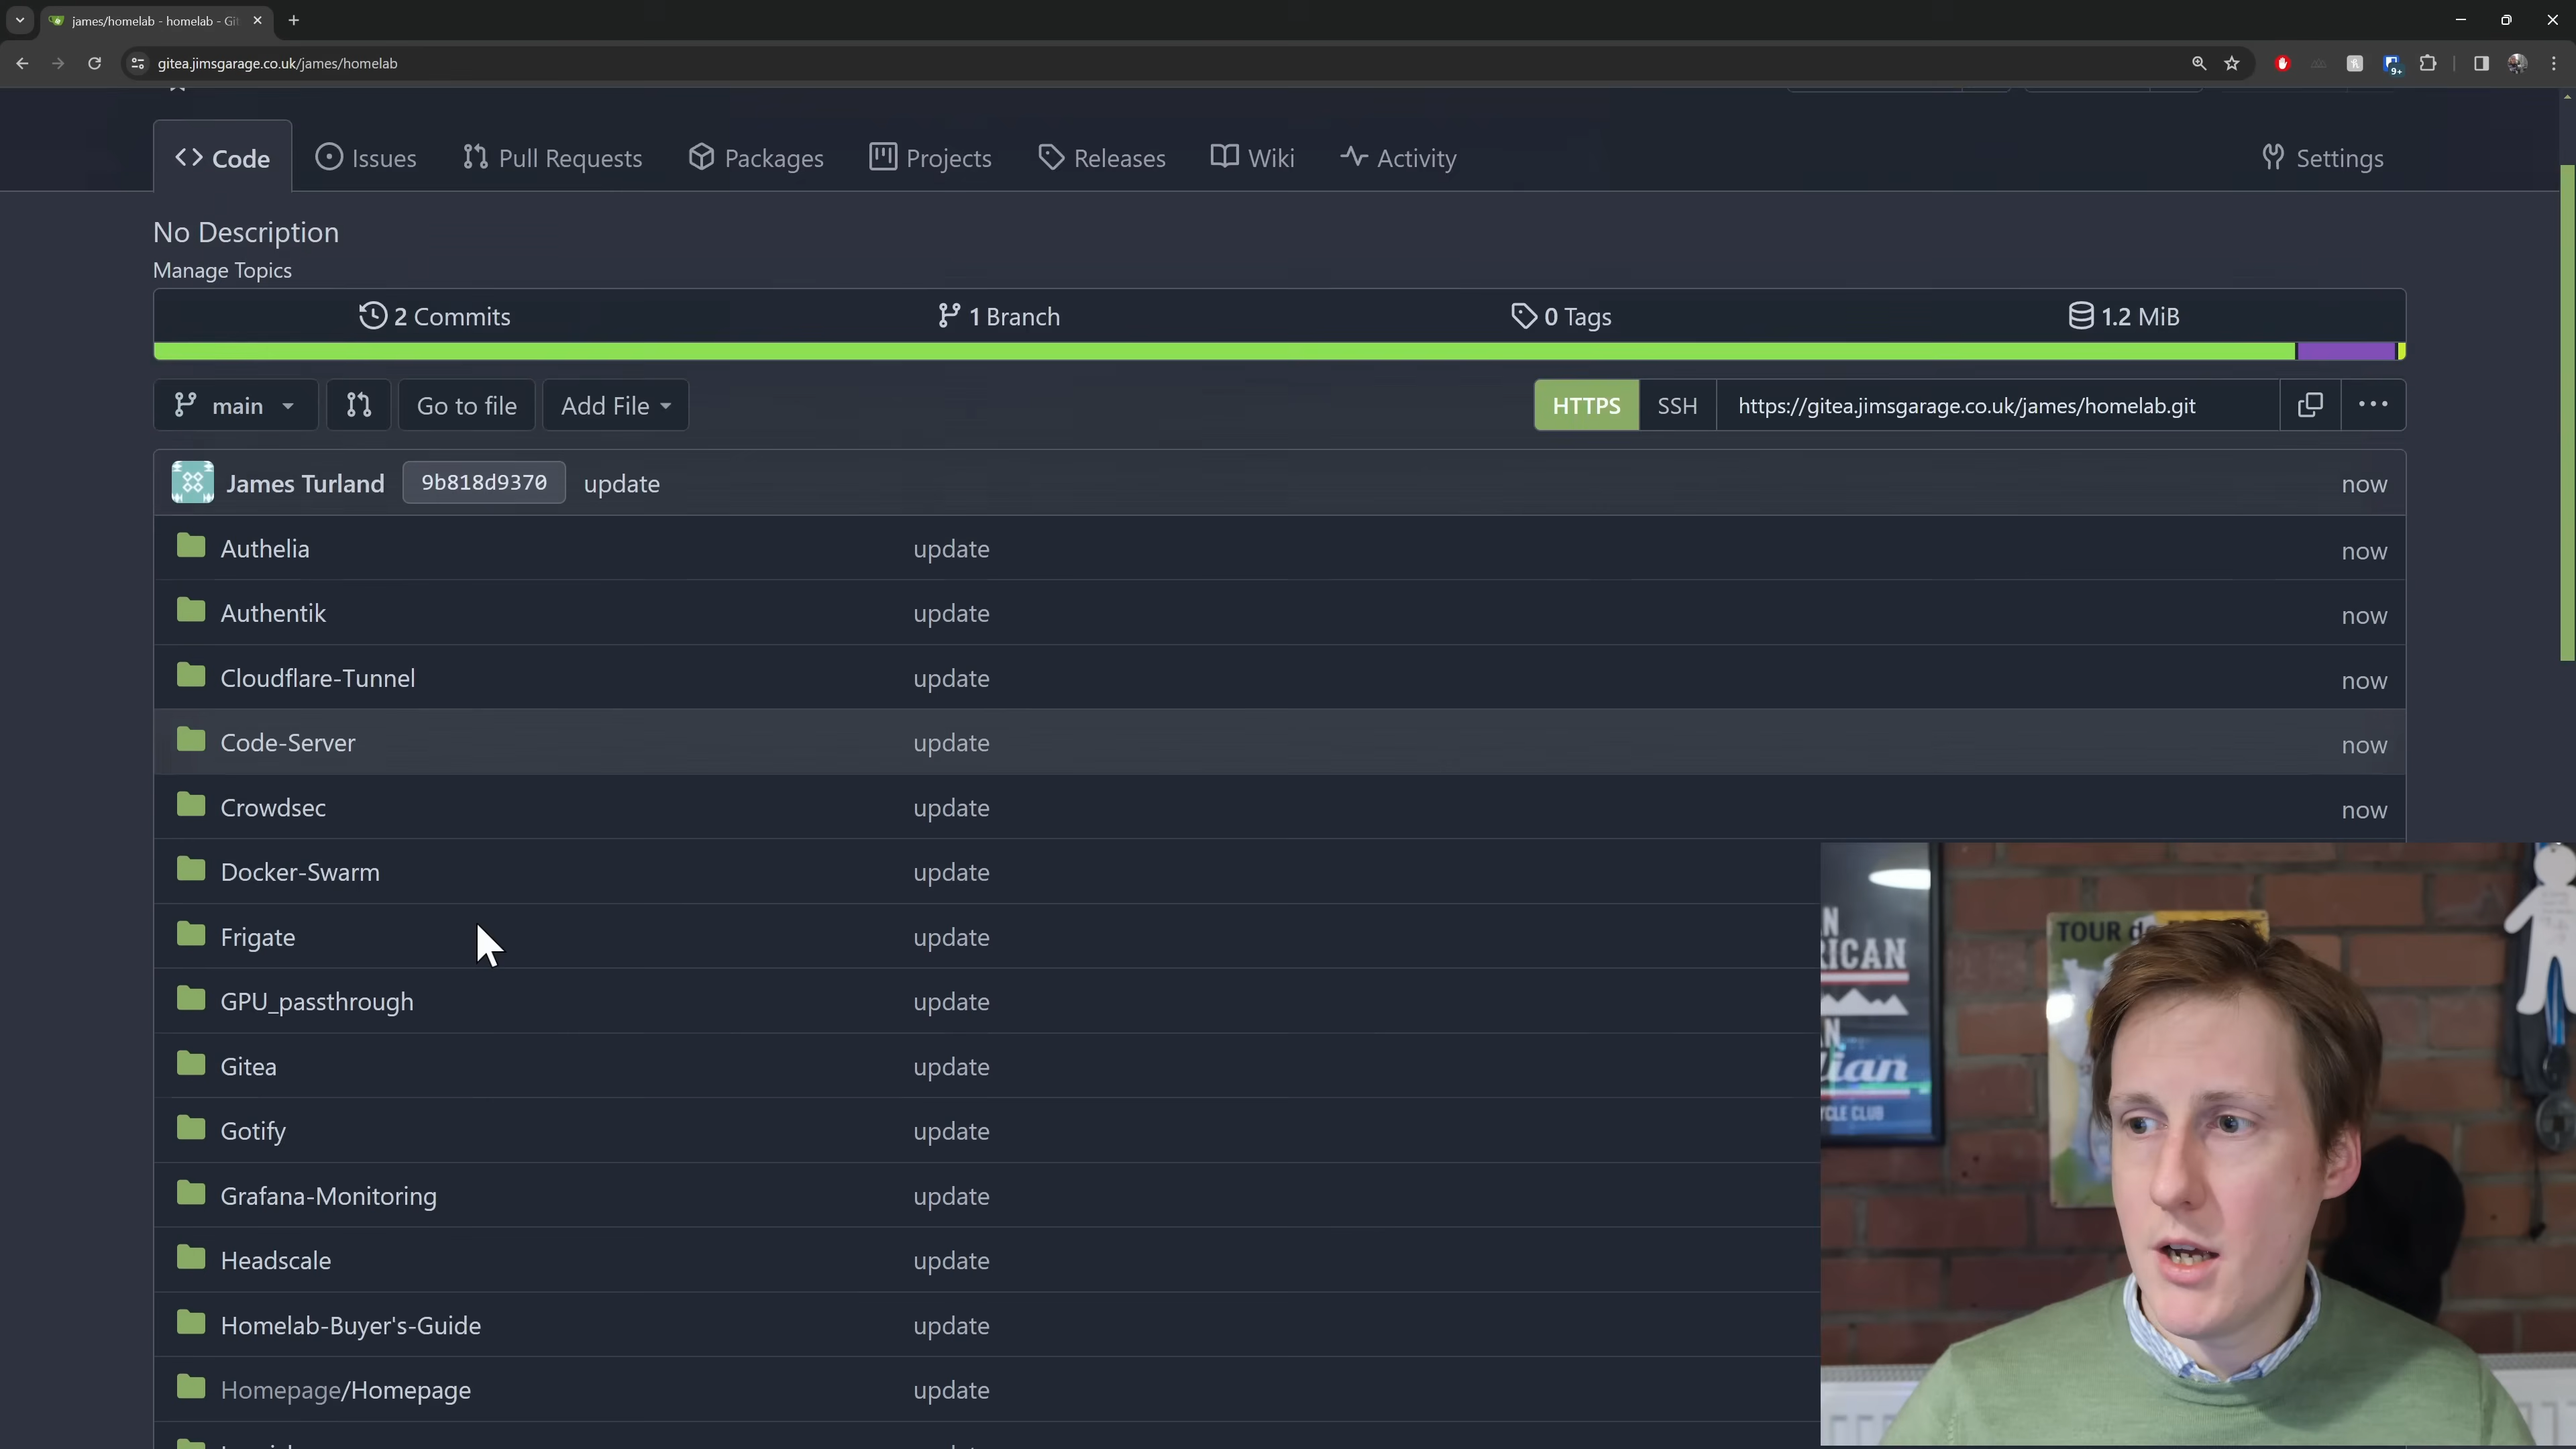 james/homelab - homelab - Git
gitea.jimsgarage.co.uk/james/homelab
9+
Code
Issues
Pull Requests
Packages
Projects
Releases
Wiki
Activity
Settings
No Description
Manage Topics
2 Commits
1 Branch
0 Tags
1.2 MiB
main
Go to file
Add File
HTTPS
SSH
https://gitea.jimsgarage.co.uk/james/homelab.git
James Turland 9b818d9370 update now
Authelia update now
Authentik update now
Cloudflare-Tunnel update now
Code-Server update now
Crowdsec update now
Docker-Swarm update
Frigate update
GPU_passthrough update
Gitea update
Gotify update
Grafana-Monitoring update
Headscale update
Homelab-Buyer's-Guide update
Homepage/Homepage update
TOUR